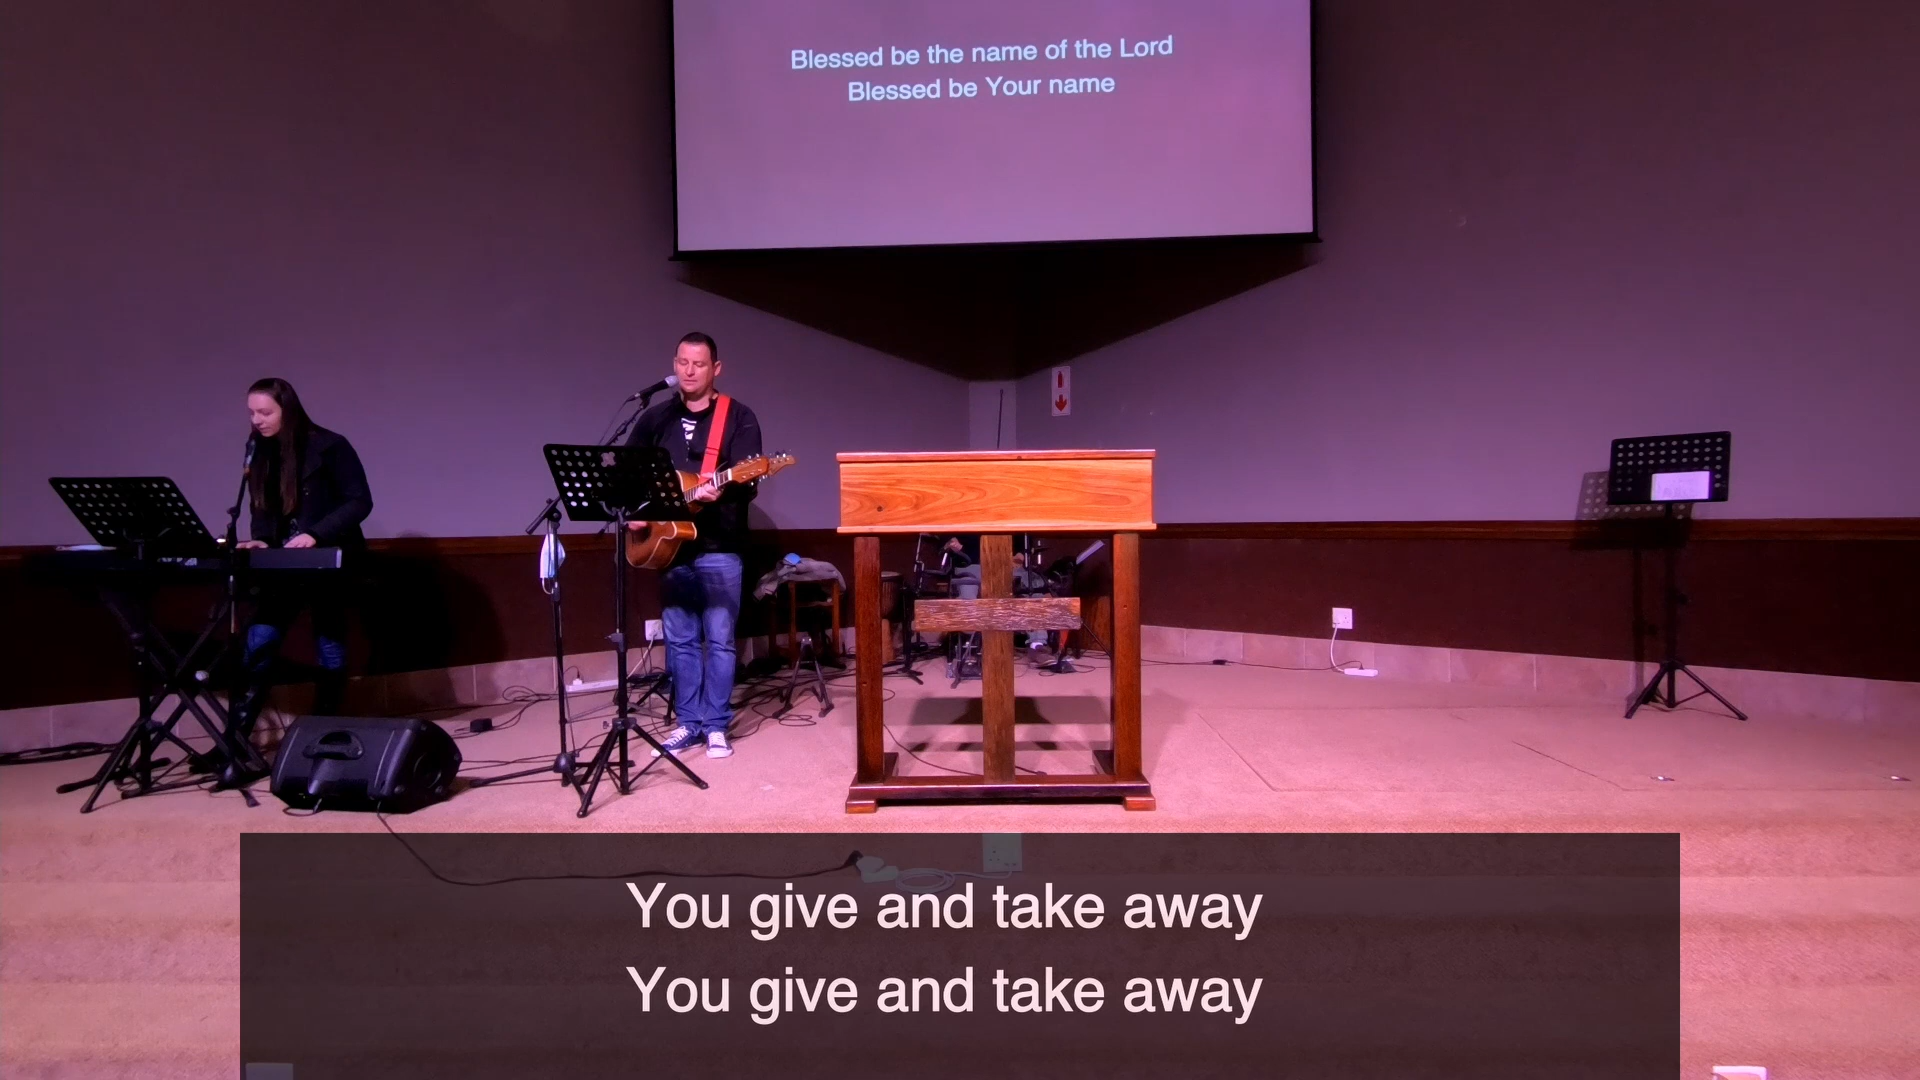 Blessed be the name of the Lord
Blessed be Your name
You give and take away
You give and take away